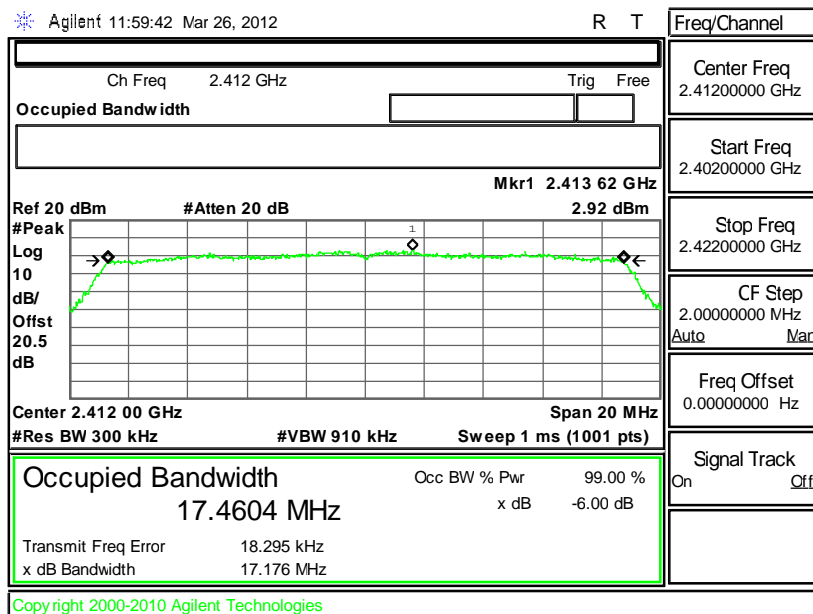 Agilent 11:59:42 Mar 26, 2012 R T
Ch Freq 2.412 GHz Trig Free
Occupied Bandwidth
Mkr1 2.413 62 GHz
Ref 20 dBm #Atten 20 dB 2.92 dBm
#Peak
Log
10
dB/
Offst
20.5
dB
1
Center 2.412 00 GHz Span 20 MHz
#Res BW 300 kHz #VBW 910 kHz Sweep 1 ms (1001 pts)
Occupied Bandwidth Occ BW % Pwr 99.00 %
17.4604 MHz x dB -6.00 dB
Transmit Freq Error 18.295 kHz
x dB Bandwidth 17.176 MHz
Copyright 2000-2010 Agilent Technologies
Freq/Channel
Center Freq
2.41200000 GHz
Start Freq
2.40200000 GHz
Stop Freq
2.42200000 GHz
CF Step
2.00000000 MHz
Auto Man
Freq Offset
0.00000000 Hz
Signal Track
On Off